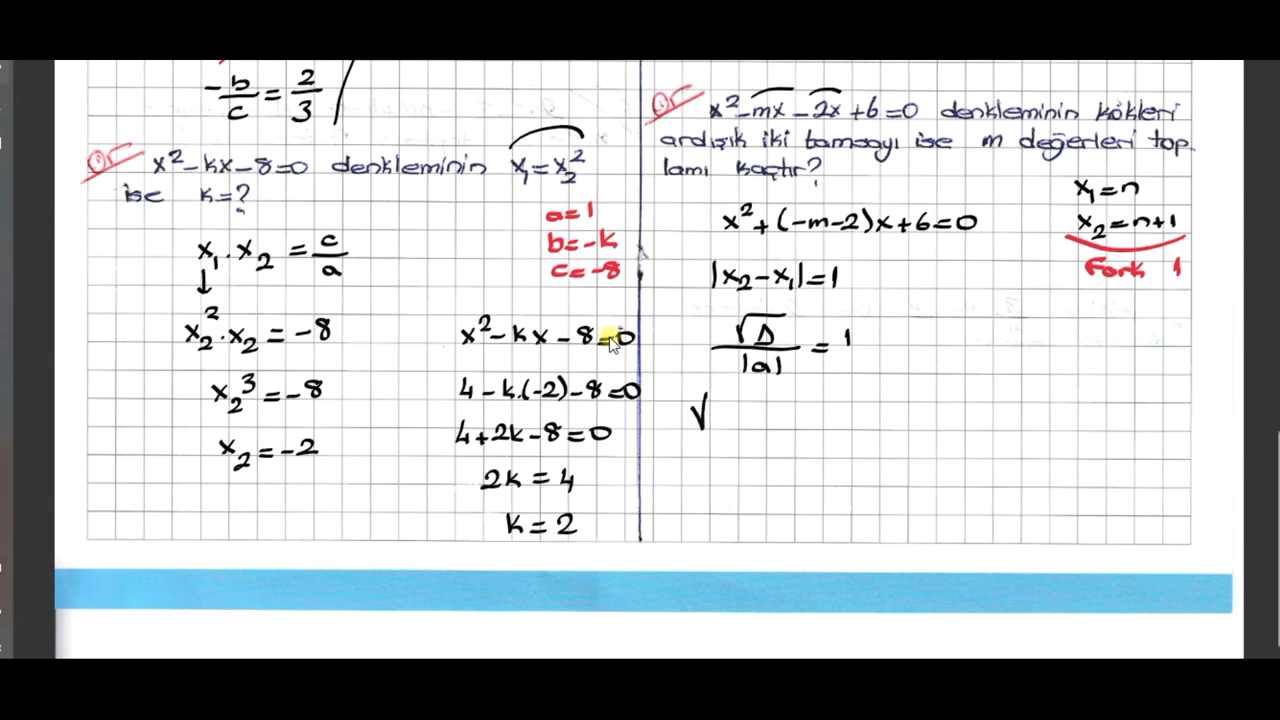 -b/c = 2/3
Ör x² - kx - 8 = 0 denkleminin x₁ = x₂²
ise k = ?
a = 1
b = -k
c = -8
x₁ . x₂ = c/a
↓
x₂² . x₂ = -8
x₂³ = -8
x₂ = -2
x² - kx - 8 = 0
4 - k.(-2) - 8 = 0
4 + 2k - 8 = 0
2k = 4
k = 2
Ör x² - mx - 2x + 6 = 0 denkleminin kökleri
ardışık iki tamsayı ise m değerleri top
lamı kaçtır?
x₁ = n
x₂ = n+1
Fark 1
x² + (-m-2)x + 6 = 0
|x₂ - x₁| = 1
√Δ/|a| = 1
√